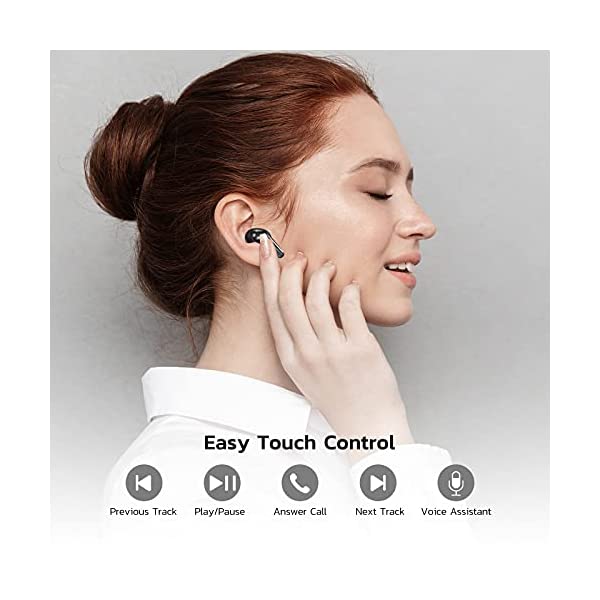 Easy Touch Control
Previous Track
Play/Pause
Answer Call
Next Track
Voice Assistant